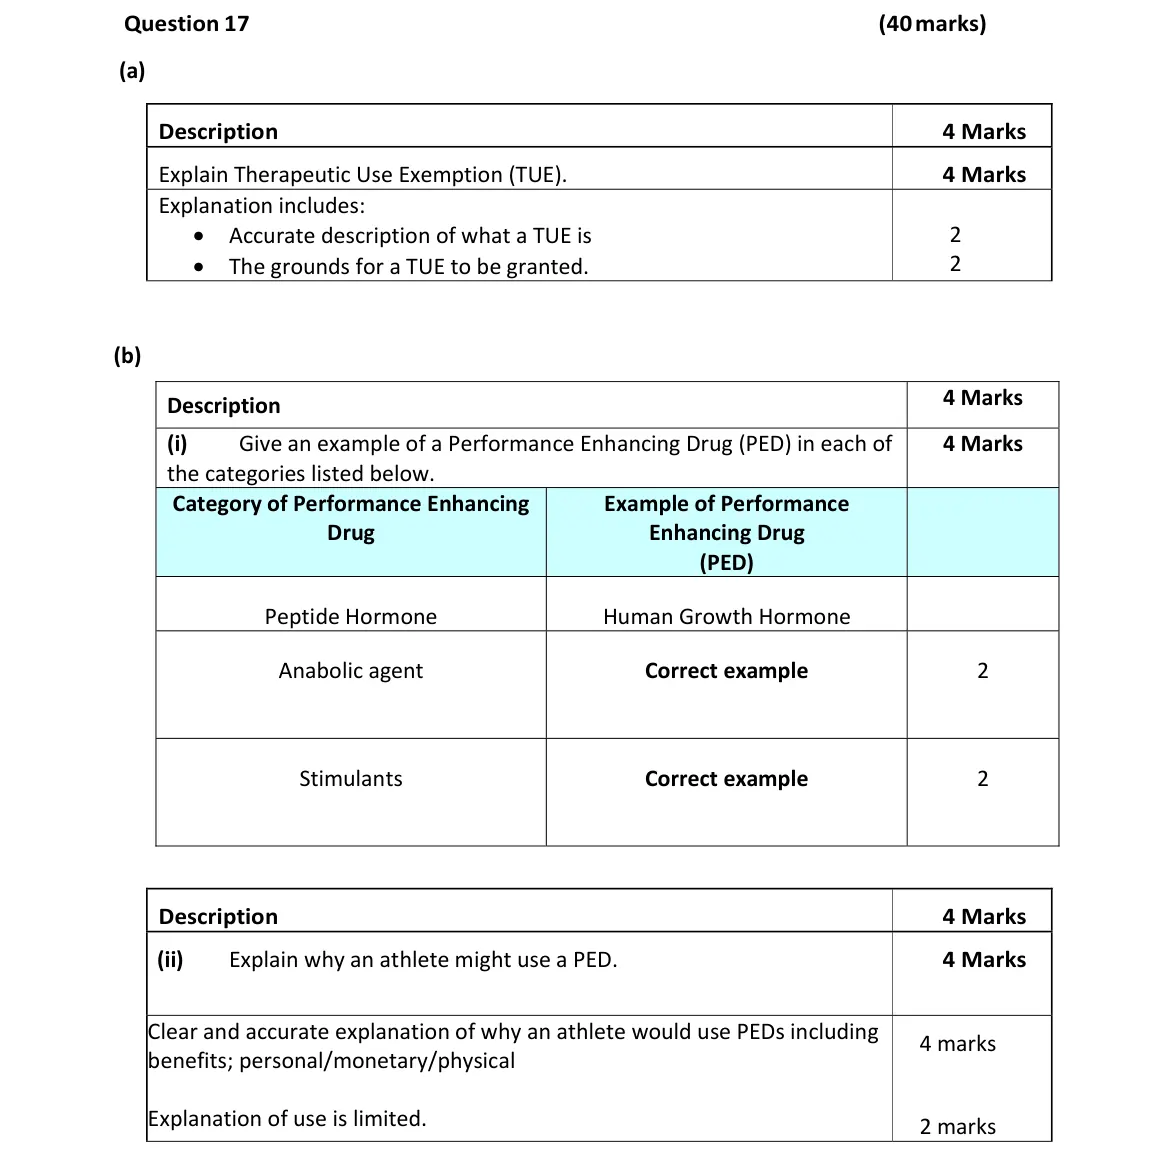 Question 17 (40 marks)
(a)
Description 4 Marks
Explain Therapeutic Use Exemption (TUE). 4 Marks
Explanation includes:
• Accurate description of what a TUE is 2
• The grounds for a TUE to be granted. 2
(b)
Description 4 Marks
(i) Give an example of a Performance Enhancing Drug (PED) in each of 4 Marks
the categories listed below.
Category of Performance Enhancing
Drug
Example of Performance
Enhancing Drug
(PED)
Peptide Hormone Human Growth Hormone
Anabolic agent Correct example 2
Stimulants Correct example 2
Description 4 Marks
(ii) Explain why an athlete might use a PED. 4 Marks
Clear and accurate explanation of why an athlete would use PEDs including
benefits; personal/monetary/physical
4 marks
Explanation of use is limited.
2 marks